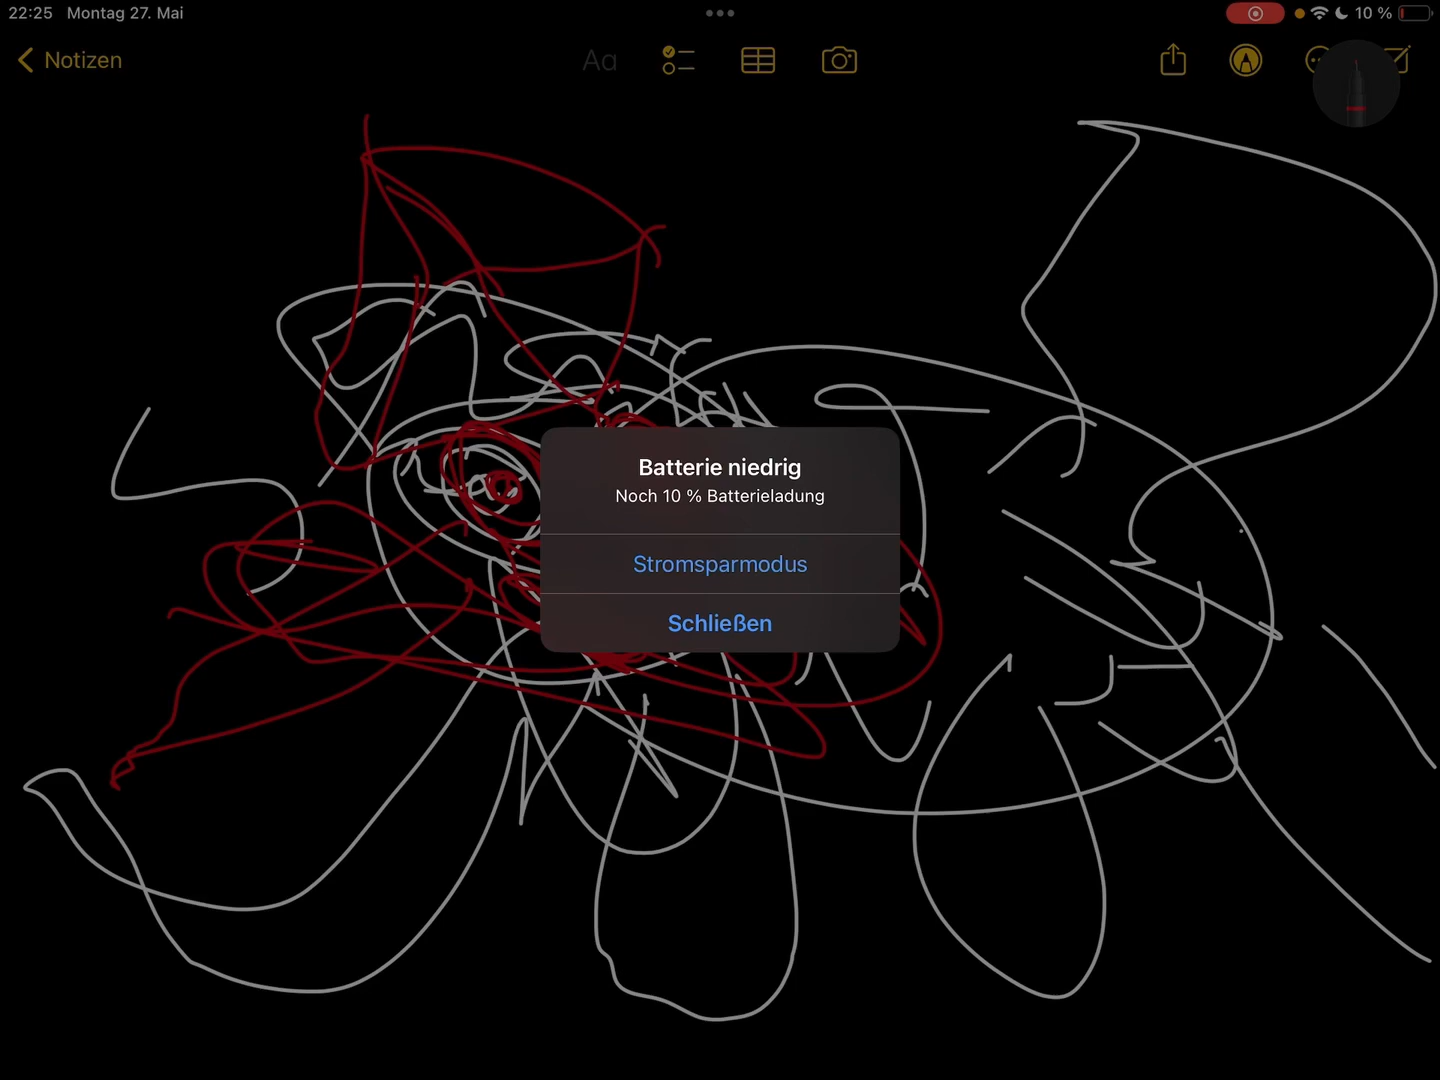 22:25 Montag 27. Mai 10 %
Notizen Aa
Batterie niedrig
Noch 10 % Batterieladung
Stromsparmodus
Schließen